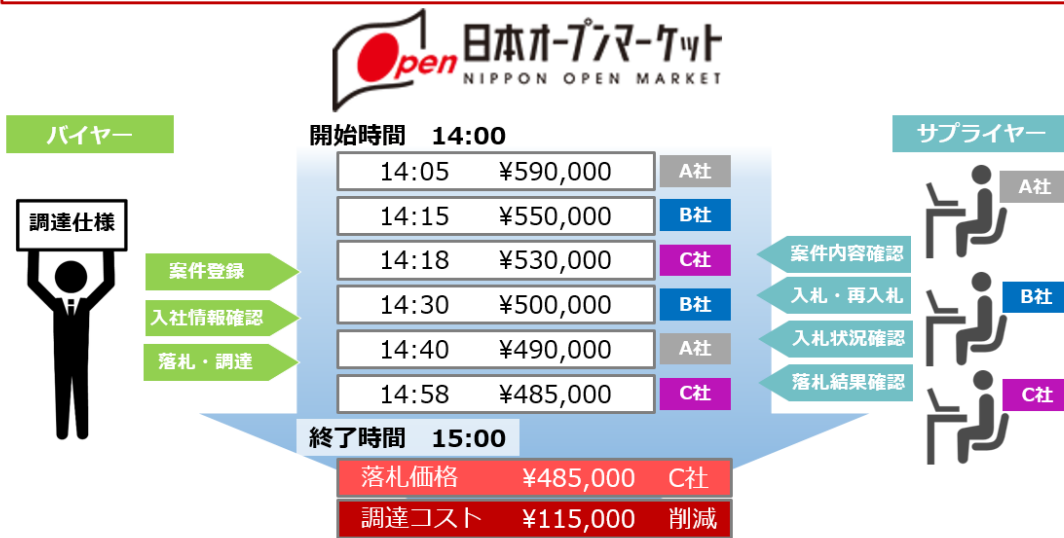 Open 日本オープンマーケット
NIPPON OPEN MARKET
バイヤー
サプライヤー
開始時間 14:00
14:05 ¥590,000 A社
14:15 ¥550,000 B社
14:18 ¥530,000 C社
14:30 ¥500,000 B社
14:40 ¥490,000 A社
14:58 ¥485,000 C社
終了時間 15:00
落札価格 ¥485,000 C社
調達コスト ¥115,000 削減
調達仕様
案件登録
入社情報確認
落札・調達
案件内容確認
入札・再入札
入札状況確認
落札結果確認
A社
B社
C社